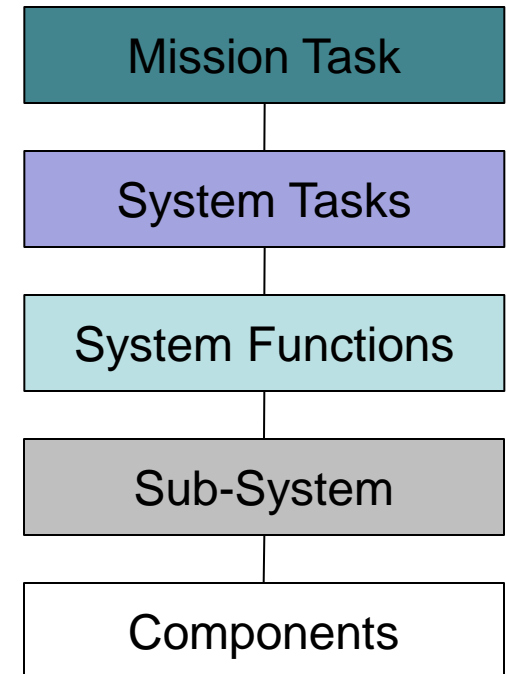 Mission Task
System Tasks
System Functions
Sub-System
Components